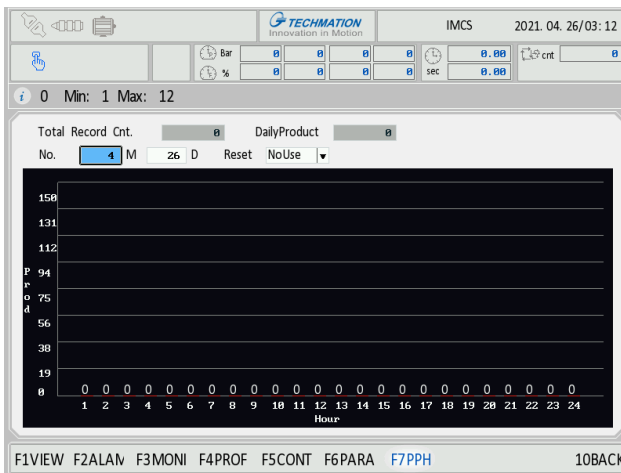 TECHMATION
Innovation in Motion
IMCS
2021. 04. 26/03: 12
Bar 0 0 0 0 0.00 cnt 0
% 0 0 0 0 sec 0.00
i 0 Min: 1 Max: 12
Total Record Cnt. 0 DailyProduct 0
No. 4 M 26 D Reset NoUse
150
131
112
94
75
56
38
19
0
Prod
0 0 0 0 0 0 0 0 0 0 0 0 0 0 0 0 0 0 0 0 0 0 0 0
1 2 3 4 5 6 7 8 9 10 11 12 13 14 15 16 17 18 19 20 21 22 23 24
Hour
F1VIEW F2ALAN F3MONI F4PROF F5CONT F6PARA F7PPH 10BACK